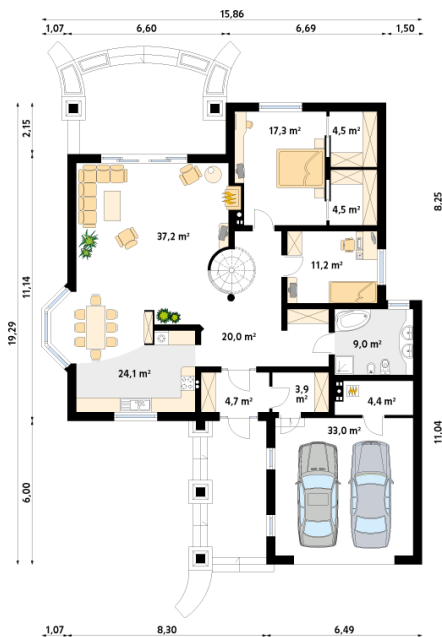 15,86
1,07 6,60 6,69 1,50
2,15
17,3 m²
4,5 m²
4,5 m²
8,25
37,2 m²
11,2 m²
11,14
19,29
20,0 m²
9,0 m²
24,1 m²
4,7 m²
3,9
m²
4,4 m²
33,0 m²
11,04
6,00
1,07 8,30 6,49